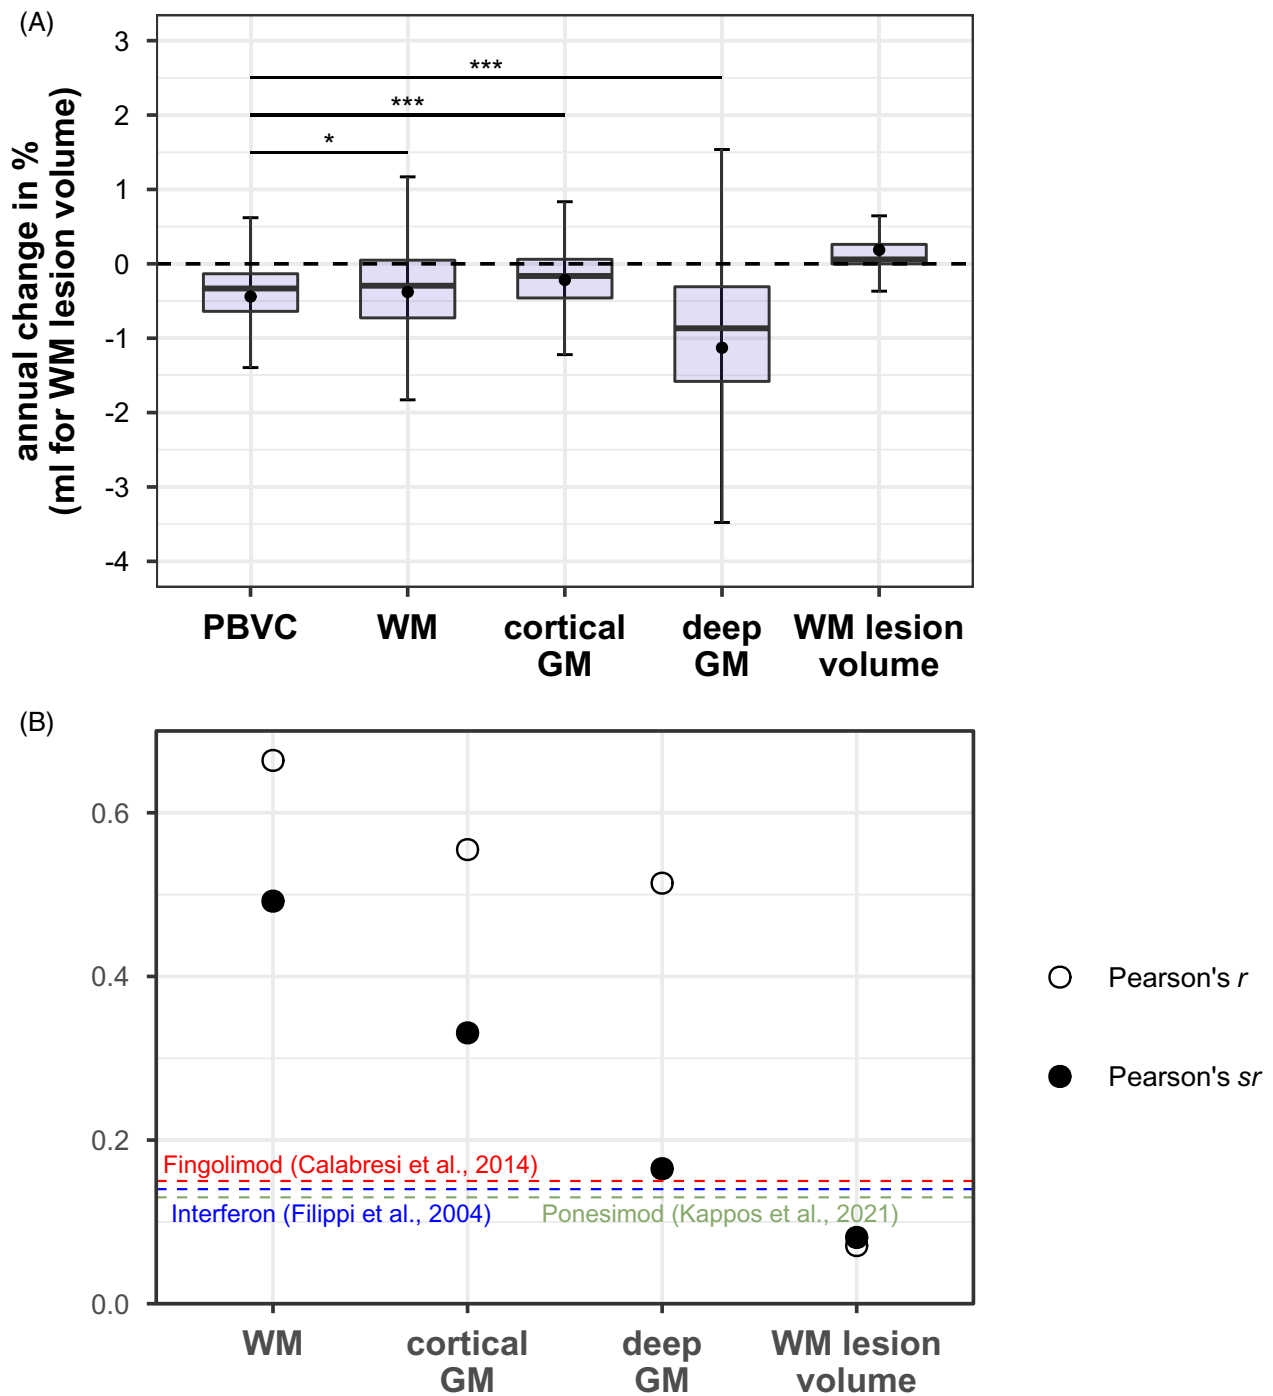 (A)
annual change in %
(ml for WM lesion volume)
3
2
1
0
-1
-2
-3
-4
***
***
*
PBVC
WM
cortical
GM
deep
GM
WM lesion
volume
(B)
0.6
0.4
0.2
0.0
Fingolimod (Calabresi et al., 2014)
Interferon (Filippi et al., 2004)
Ponesimod (Kappos et al., 2021)
WM
cortical
GM
deep
GM
WM lesion
volume
Pearson's r
Pearson's sr